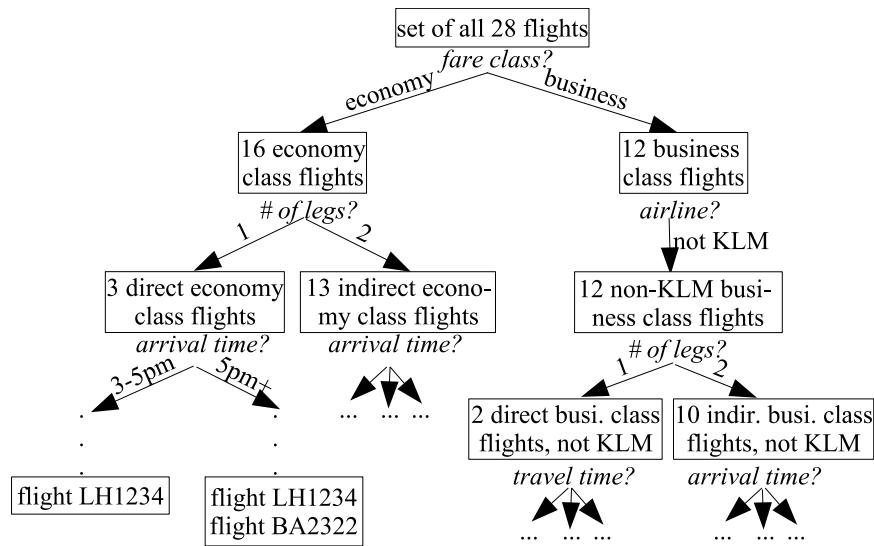 set of all 28 flights
fare class?
economy
business
16 economy
class flights
12 business
class flights
# of legs?
airline?
1
2
not KLM
3 direct economy
class flights
13 indirect econo-
my class flights
12 non-KLM busi-
ness class flights
arrival time?
arrival time?
# of legs?
3-5pm
5pm+
1
2
... ... ...
2 direct busi. class
flights, not KLM
10 indir. busi. class
flights, not KLM
travel time?
arrival time?
flight LH1234
flight LH1234
flight BA2322
... ... ...
... ... ...